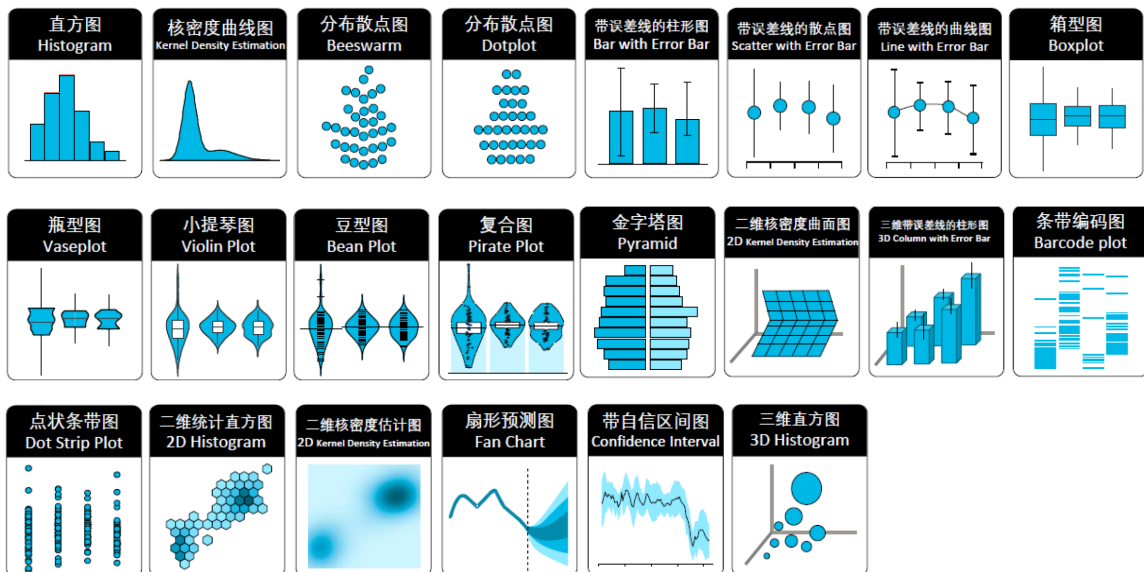 直方图
Histogram
核密度曲线图
Kernel Density Estimation
分布散点图
Beeswarm
分布散点图
Dotplot
带误差线的柱形图
Bar with Error Bar
带误差线的散点图
Scatter with Error Bar
带误差线的曲线图
Line with Error Bar
箱型图
Boxplot
瓶型图
Vaseplot
小提琴图
Violin Plot
豆型图
Bean Plot
复合图
Pirate Plot
金字塔图
Pyramid
二维核密度曲面图
2D Kernel Density Estimation
三维带误差线的柱形图
3D Column with Error Bar
条带编码图
Barcode plot
点状条带图
Dot Strip Plot
二维统计直方图
2D Histogram
二维核密度估计图
2D Kernel Density Estimation
扇形预测图
Fan Chart
带自信区间图
Confidence Interval
三维直方图
3D Histogram